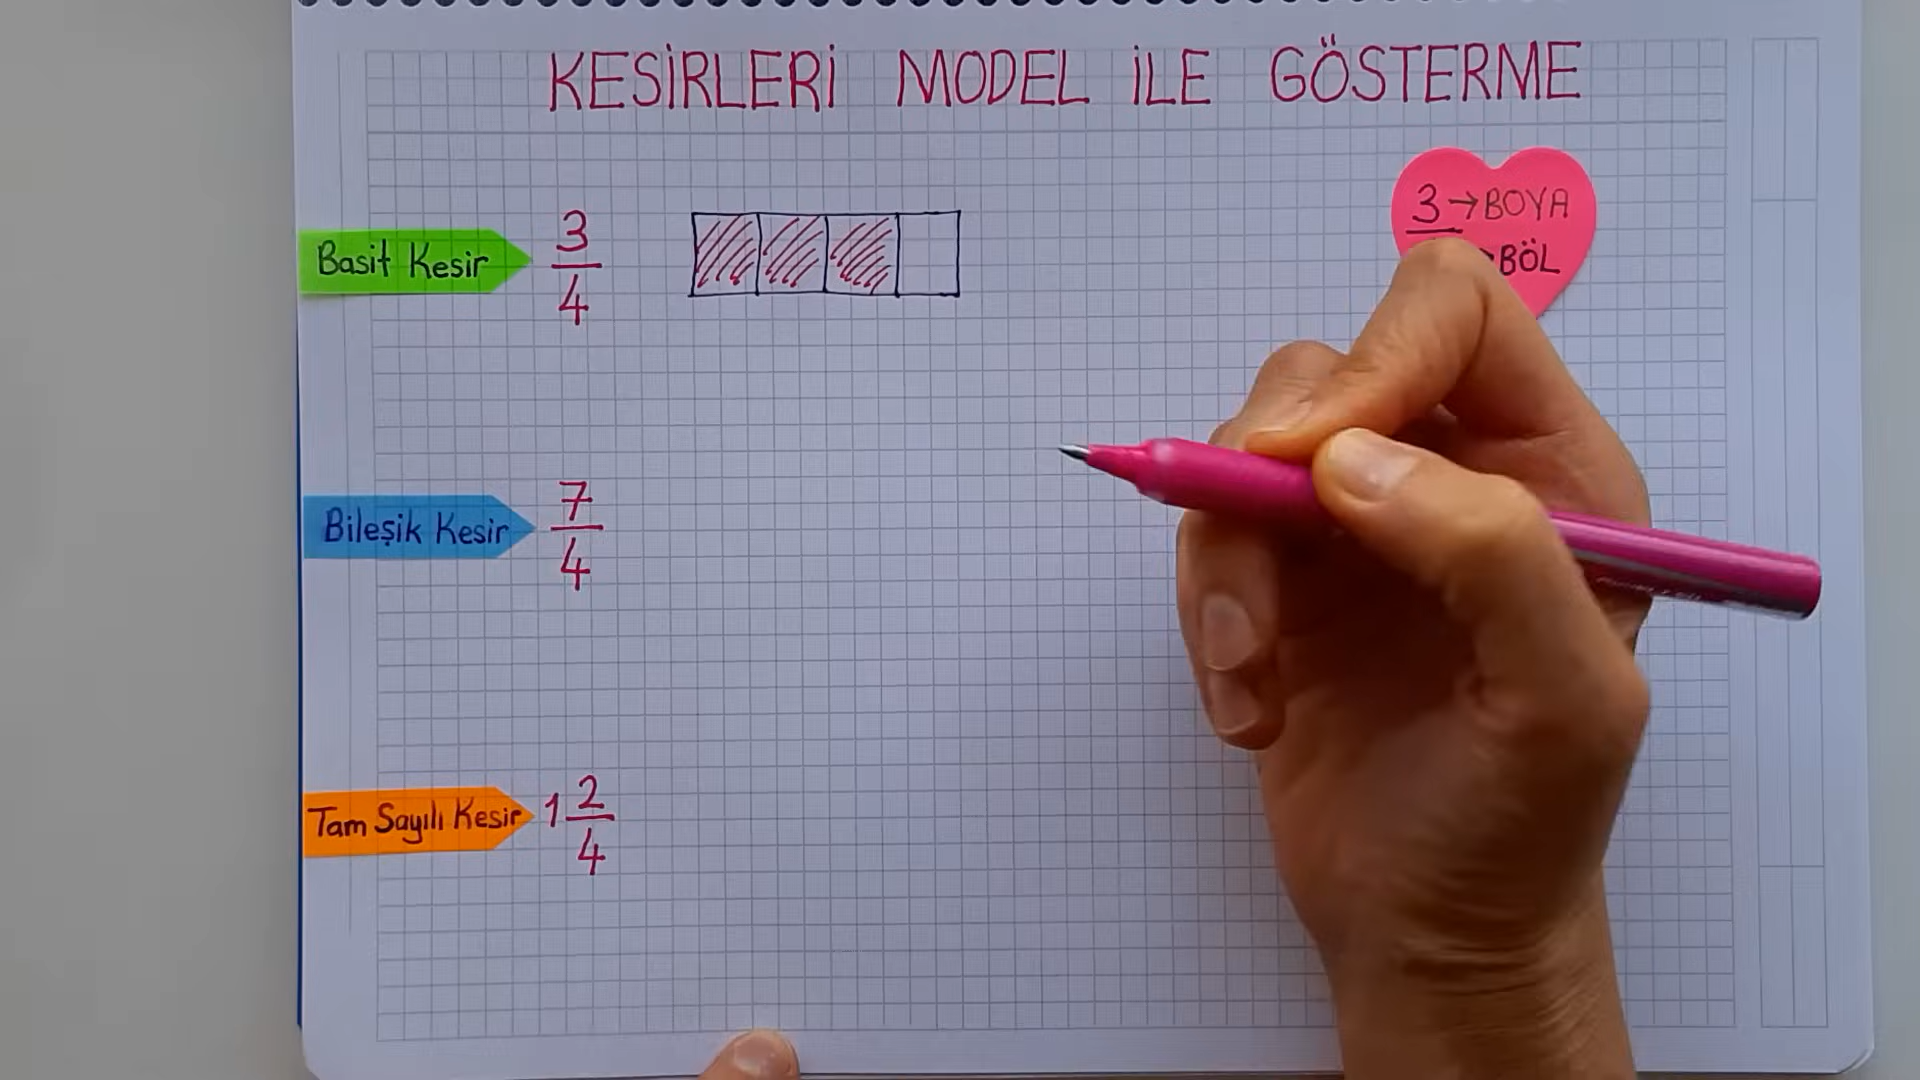 KESİRLERİ MODEL İLE GÖSTERME
3→BOYA
→BÖL
Basit Kesir
3
4
Bileşik Kesir
7
4
Tam Sayılı Kesir
1 2
4